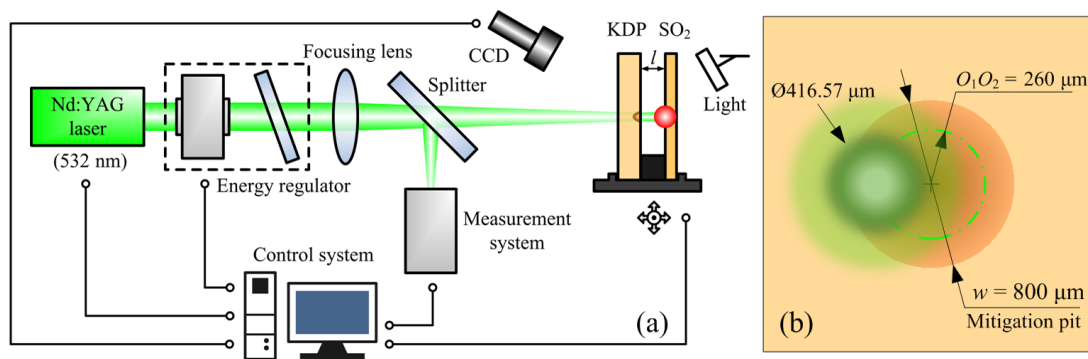 CCD
KDP
SO₂
l
Light
Focusing lens
Splitter
Nd:YAG
laser
(532 nm)
Energy regulator
Measurement
system
Control system
(a)
Ø416.57 μm
O₁O₂ = 260 μm
w = 800 μm
Mitigation pit
(b)